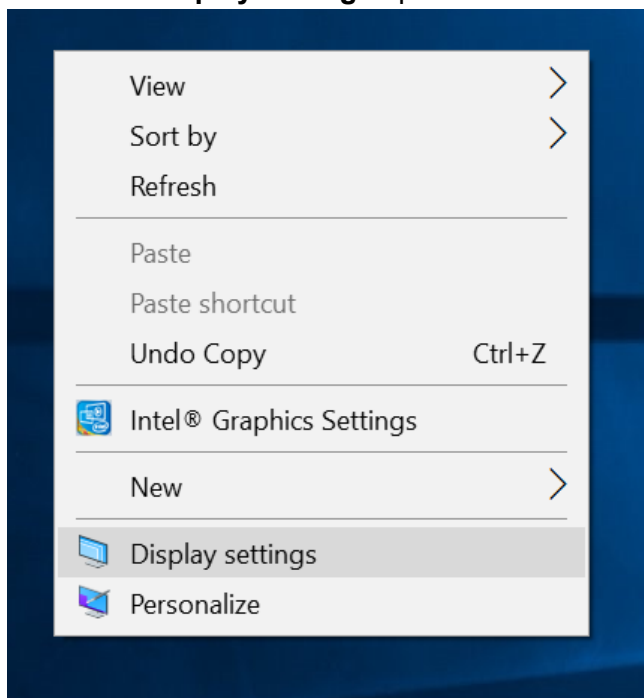 View
Sort by
Refresh
Paste
Paste shortcut
Undo Copy Ctrl+Z
Intel® Graphics Settings
New
Display settings
Personalize